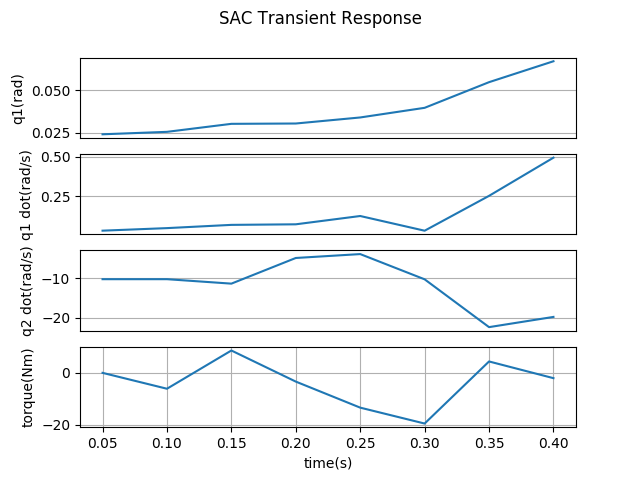 SAC Transient Response
q1(rad)
0.050
0.025
q1 dot(rad/s)
0.50
0.25
q2 dot(rad/s)
−10
−20
torque(Nm)
0
−20
0.05 0.10 0.15 0.20 0.25 0.30 0.35 0.40
time(s)